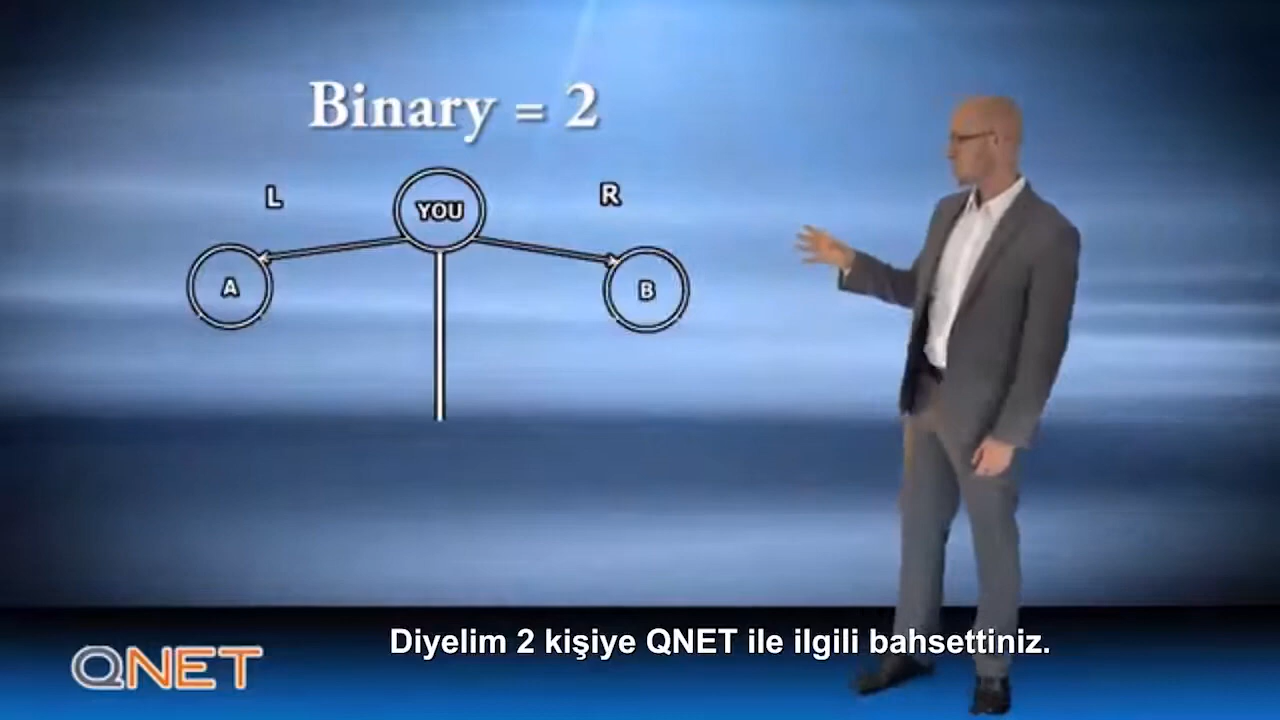 Binary = 2
L
R
YOU
A
B
Diyelim 2 kişiye QNET ile ilgili bahsettiniz.
QNET